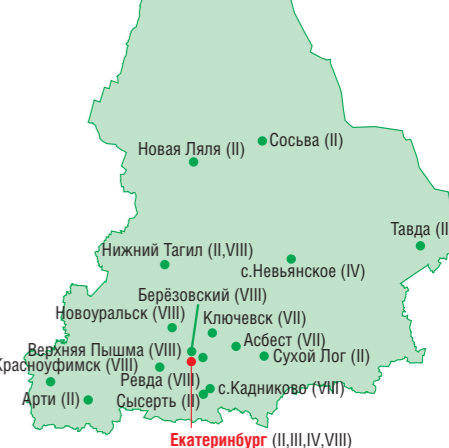 Сосьва (II)
Новая Ляля (II)
Тавда (II
Нижний Тагил (II,VIII)
с.Невьянское (IV)
Берёзовский (VIII)
Новоуральск (VIII)
Ключевск (VII)
Асбест (VII)
Верхняя Пышма (VIII)
Сухой Лог (II)
Красноуфимск (VIII)
Ревда (VIII)
с.Кадниково (VIII)
Арти (II)
Сысерть (II)
Екатеринбург (II,III,IV,VIII)